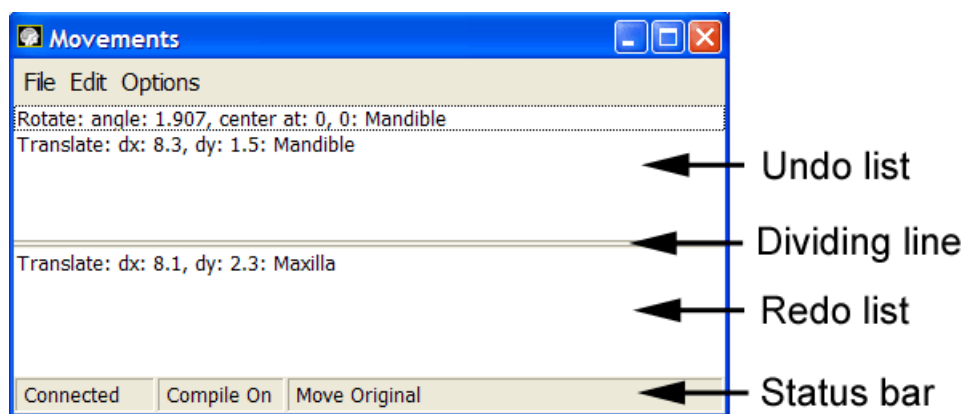 Movements
File Edit Options
Rotate: angle: 1.907, center at: 0, 0: Mandible
Translate: dx: 8.3, dy: 1.5: Mandible
Undo list
Dividing line
Translate: dx: 8.1, dy: 2.3: Maxilla
Redo list
Connected Compile On Move Original
Status bar